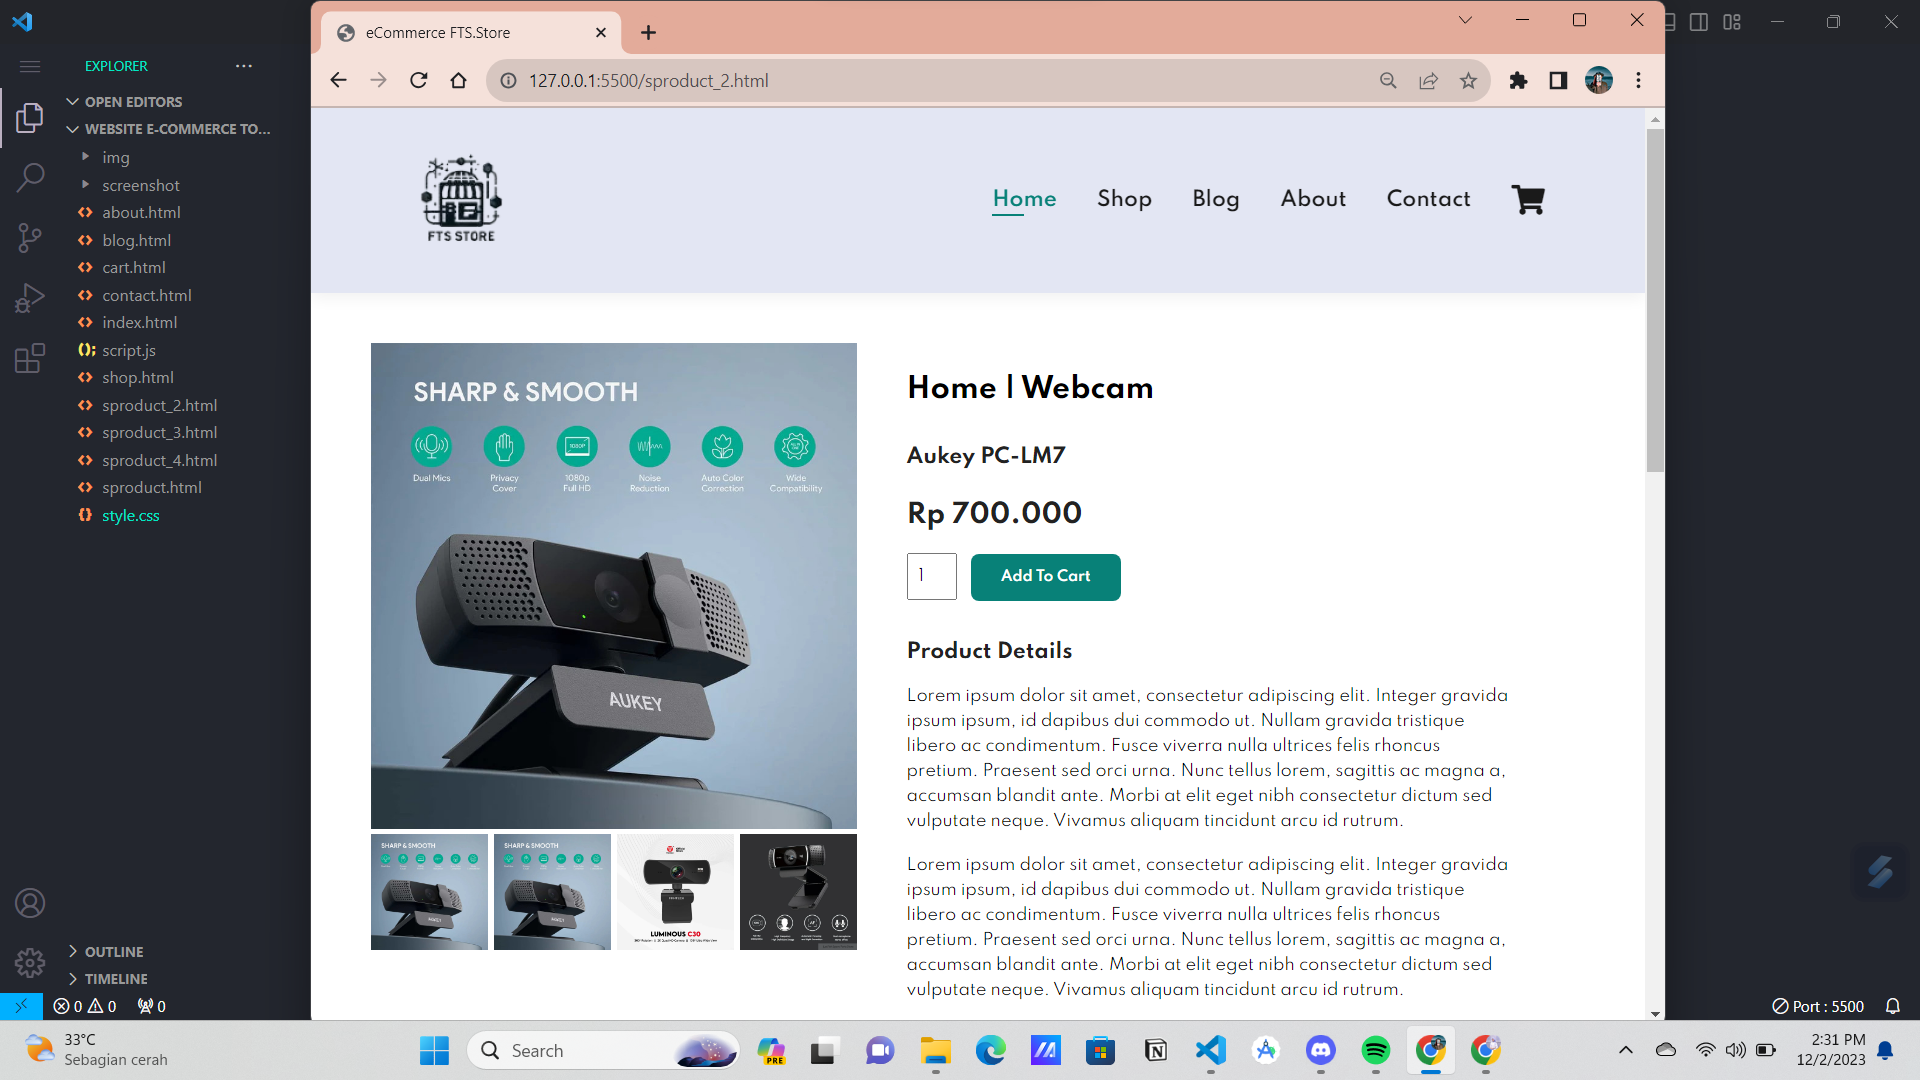 EXPLORER
OPEN EDITORS
WEBSITE E-COMMERCE TO...
img
screenshot
about.html
blog.html
cart.html
contact.html
index.html
script.js
shop.html
sproduct_2.html
sproduct_3.html
sproduct_4.html
sproduct.html
style.css
OUTLINE
TIMELINE
0 0 0
Port : 5500
eCommerce FTS.Store
127.0.0.1:5500/sproduct_2.html
FTS STORE
Home Shop Blog About Contact
SHARP & SMOOTH
1080P
Dual Mics
Privacy Cover
1080p Full HD
Noise Reduction
Auto Color Correction
Wide Compatibility
AUKEY
SHARP & SMOOTH
AUKEY
SHARP & SMOOTH
AUKEY
LUMINOUS C30
Home | Webcam
Aukey PC-LM7
Rp 700.000
1 Add To Cart
Product Details
Lorem ipsum dolor sit amet, consectetur adipiscing elit. Integer gravida
ipsum ipsum, id dapibus dui commodo ut. Nullam gravida tristique
libero ac condimentum. Fusce viverra nulla ultrices felis rhoncus
pretium. Praesent sed orci urna. Nunc tellus lorem, sagittis ac magna a,
accumsan blandit ante. Morbi at elit eget nibh consectetur dictum sed
vulputate neque. Vivamus aliquam tincidunt arcu id rutrum.
Lorem ipsum dolor sit amet, consectetur adipiscing elit. Integer gravida
ipsum ipsum, id dapibus dui commodo ut. Nullam gravida tristique
libero ac condimentum. Fusce viverra nulla ultrices felis rhoncus
pretium. Praesent sed orci urna. Nunc tellus lorem, sagittis ac magna a,
accumsan blandit ante. Morbi at elit eget nibh consectetur dictum sed
vulputate neque. Vivamus aliquam tincidunt arcu id rutrum.
33°C
Sebagian cerah
Search
PRE
2:31 PM
12/2/2023